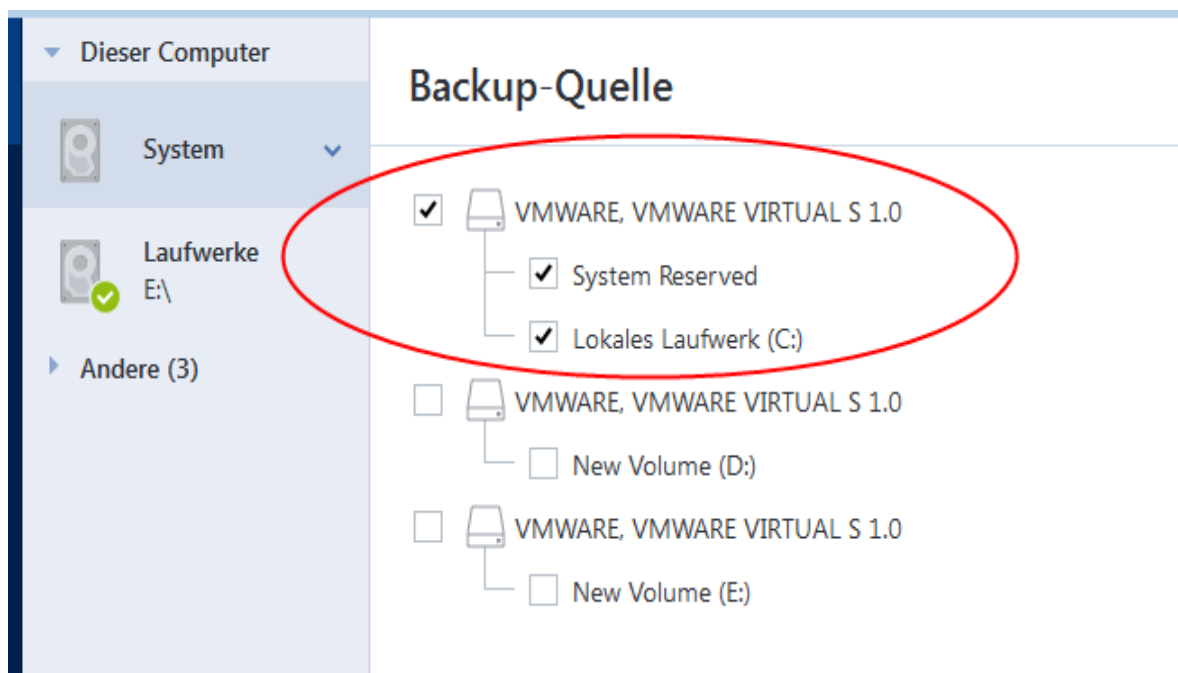 Dieser Computer
System
Laufwerke
E:\
Andere (3)
Backup-Quelle
VMWARE, VMWARE VIRTUAL S 1.0
System Reserved
Lokales Laufwerk (C:)
VMWARE, VMWARE VIRTUAL S 1.0
New Volume (D:)
VMWARE, VMWARE VIRTUAL S 1.0
New Volume (E:)